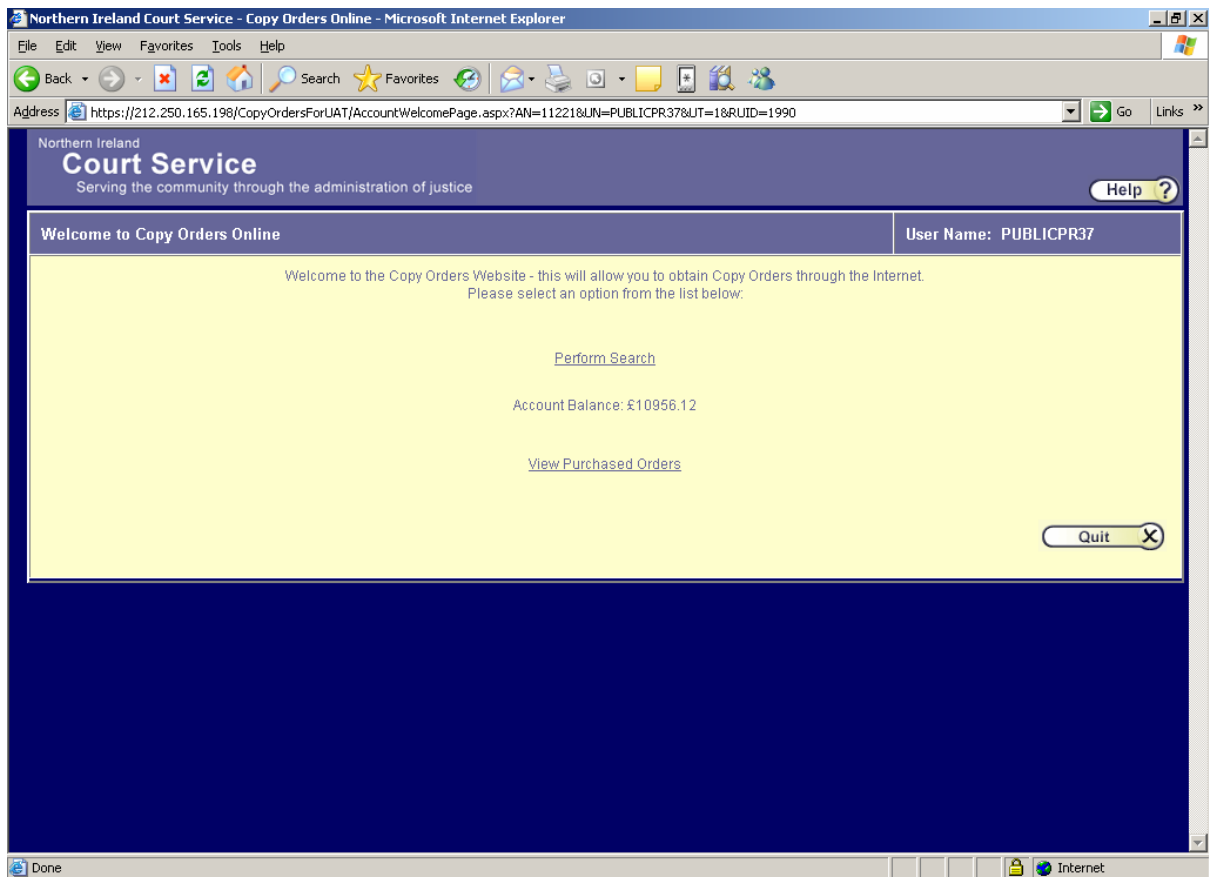 Northern Ireland Court Service - Copy Orders Online - Microsoft Internet Explorer
File Edit View Favorites Tools Help
Back Search Favorites
Address https://212.250.165.198/CopyOrdersForUAT/AccountWelcomePage.aspx?AN=11221&UN=PUBLICPR37&UT=1&RUID=1990 Go Links »
Northern Ireland
Court Service
Serving the community through the administration of justice
Help ?
Welcome to Copy Orders Online User Name: PUBLICPR37
Welcome to the Copy Orders Website - this will allow you to obtain Copy Orders through the Internet.
Please select an option from the list below:
Perform Search
Account Balance: £10956.12
View Purchased Orders
Quit X
Done Internet